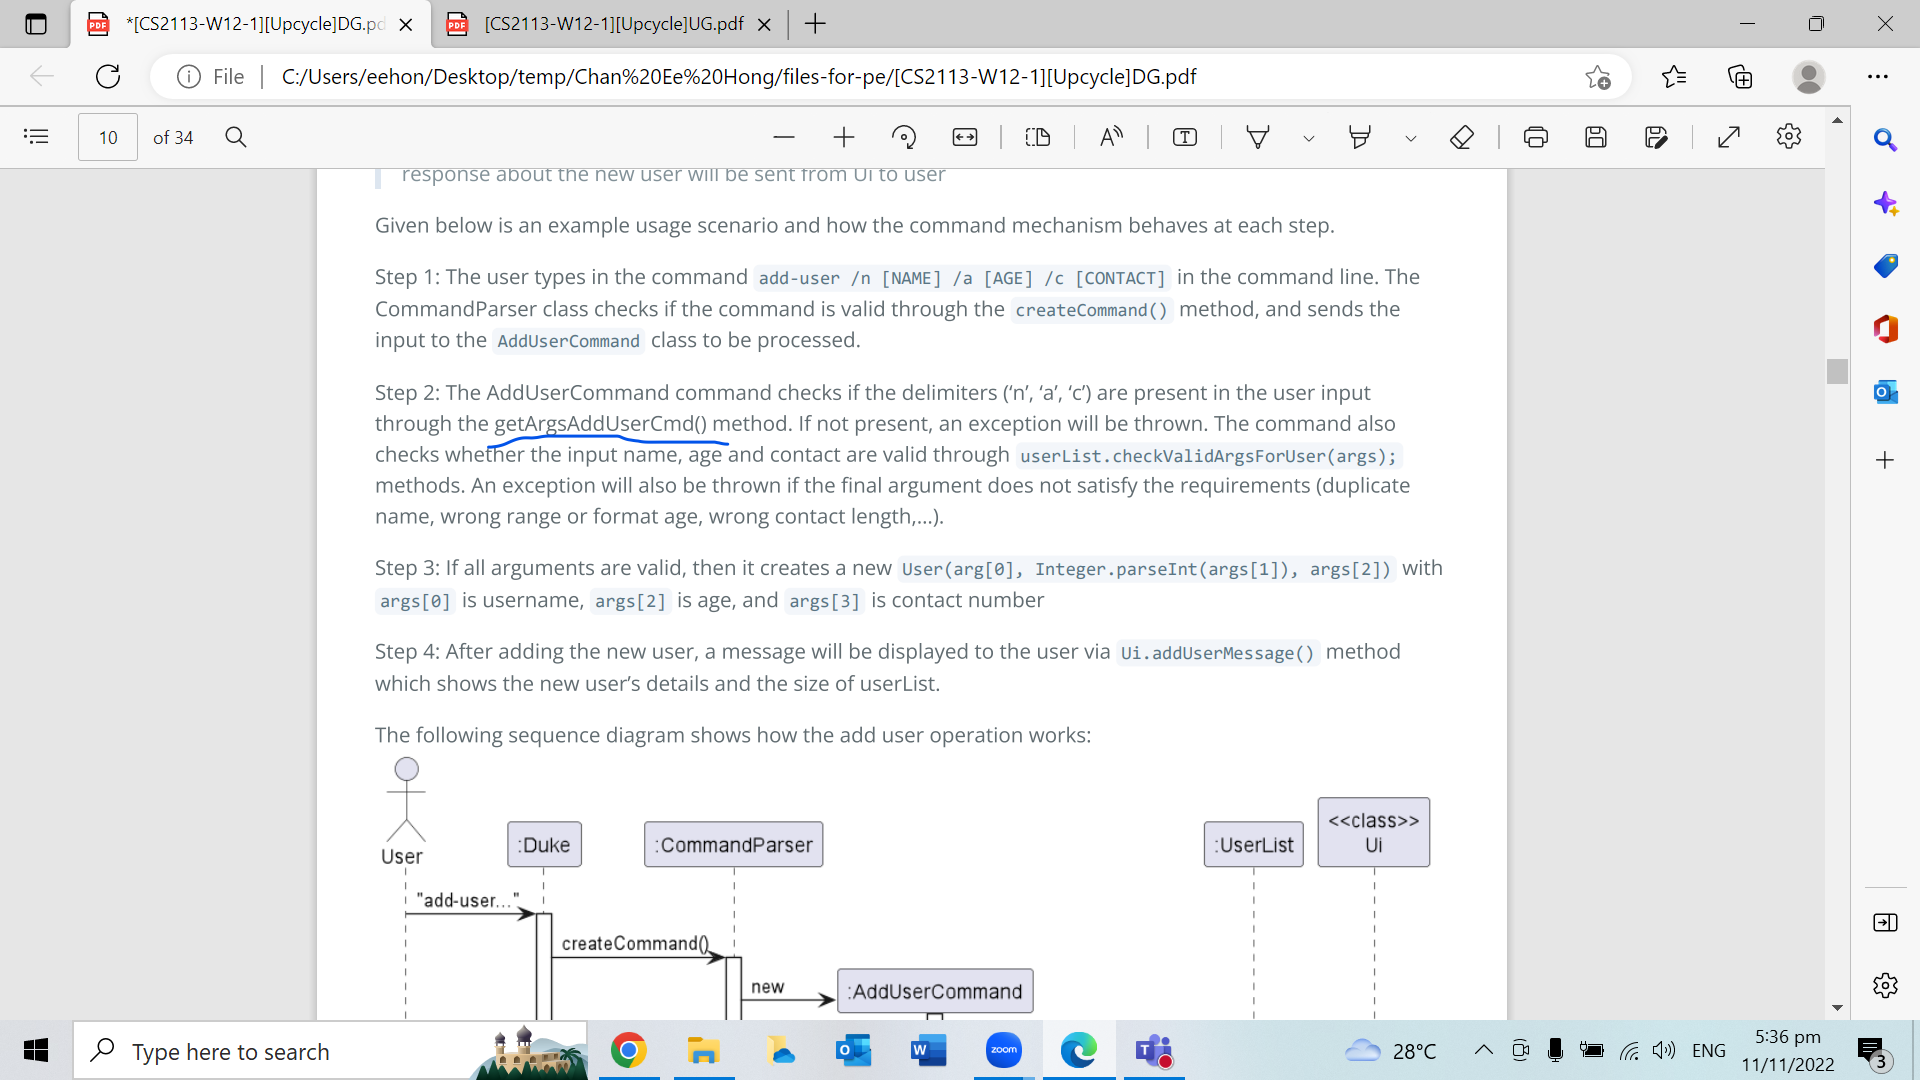 *[CS2113-W12-1][Upcycle]DG.pd
[CS2113-W12-1][Upcycle]UG.pdf
File
C:/Users/eehon/Desktop/temp/Chan%20Ee%20Hong/files-for-pe/[CS2113-W12-1][Upcycle]DG.pdf
10 of 34
response about the new user will be sent from Ui to user
Given below is an example usage scenario and how the command mechanism behaves at each step.
Step 1: The user types in the command add-user /n [NAME] /a [AGE] /c [CONTACT] in the command line. The
CommandParser class checks if the command is valid through the createCommand() method, and sends the
input to the AddUserCommand class to be processed.
Step 2: The AddUserCommand command checks if the delimiters (‘n’, ‘a’, ‘c’) are present in the user input
through the getArgsAddUserCmd() method. If not present, an exception will be thrown. The command also
checks whether the input name, age and contact are valid through userList.checkValidArgsForUser(args);
methods. An exception will also be thrown if the final argument does not satisfy the requirements (duplicate
name, wrong range or format age, wrong contact length,…).
Step 3: If all arguments are valid, then it creates a new User(arg[0], Integer.parseInt(args[1]), args[2]) with
args[0] is username, args[2] is age, and args[3] is contact number
Step 4: After adding the new user, a message will be displayed to the user via Ui.addUserMessage() method
which shows the new user’s details and the size of userList.
The following sequence diagram shows how the add user operation works:
<<class>>
:Duke
:CommandParser
:UserList
Ui
User
"add-user..."
createCommand()
new
:AddUserCommand
Type here to search
zoom
28°C
ENG
5:36 pm
11/11/2022
3